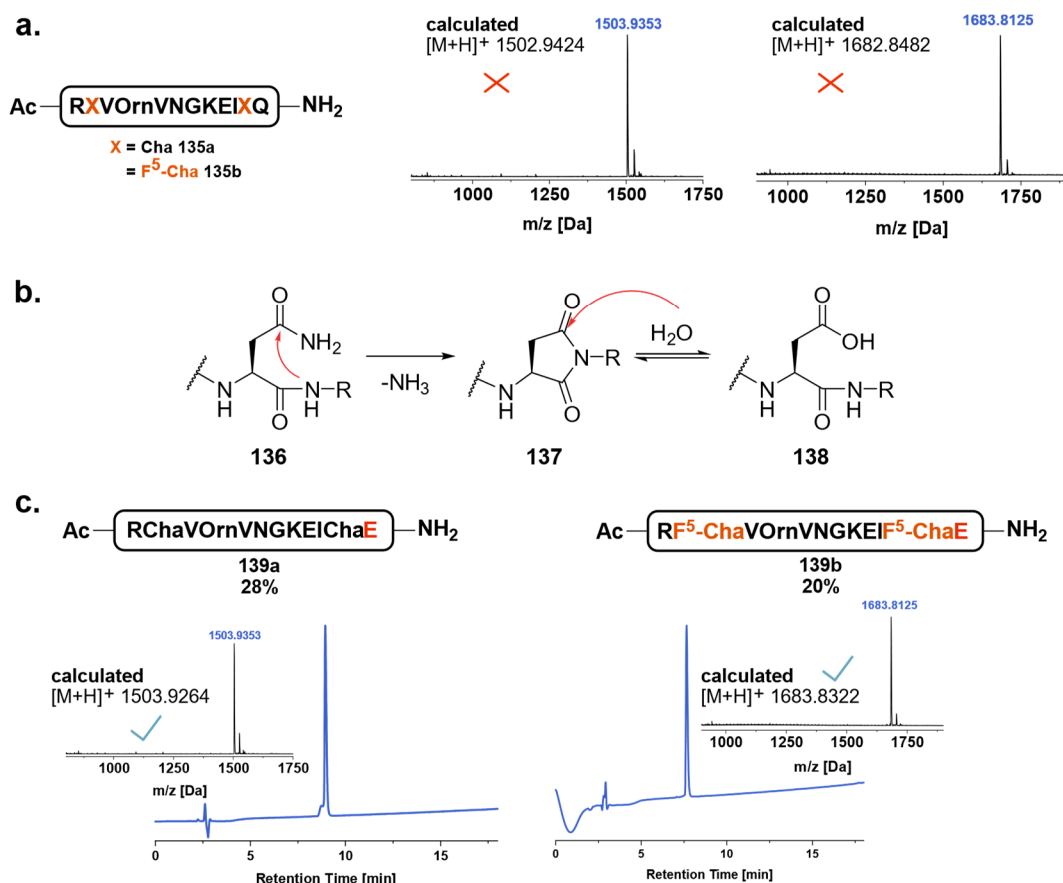 a.
Ac
RXVOrnVNGKEIXQ
NH2
X = Cha 135a
= F5-Cha 135b
calculated
[M+H]+ 1502.9424
1503.9353
1000 1250 1500 1750
m/z [Da]
calculated
[M+H]+ 1682.8482
1683.8125
1000 1250 1500 1750
m/z [Da]
b.
O
NH2
N
H
O
N
H
R
136
-NH3
O
N
R
O
N
H
137
H2O
O
OH
N
H
O
N
H
R
138
c.
Ac
RChaVOrnVNGKEIChaE
NH2
139a
28%
1503.9353
calculated
[M+H]+ 1503.9264
1000 1250 1500 1750
m/z [Da]
0 5 10 15
Retention Time [min]
Ac
RF5-ChaVOrnVNGKEIF5-ChaE
NH2
139b
20%
1683.8125
calculated
[M+H]+ 1683.8322
1000 1250 1500 1750
m/z [Da]
0 5 10 15
Retention Time [min]